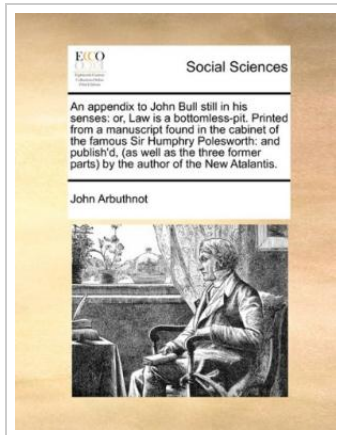 ECCO
Social Sciences
An appendix to John Bull still in his
senses: or, Law is a bottomless-pit. Printed
from a manuscript found in the cabinet of
the famous Sir Humphry Polesworth: and
publish'd, (as well as the three former
parts) by the author of the New Atalantis.
John Arbuthnot